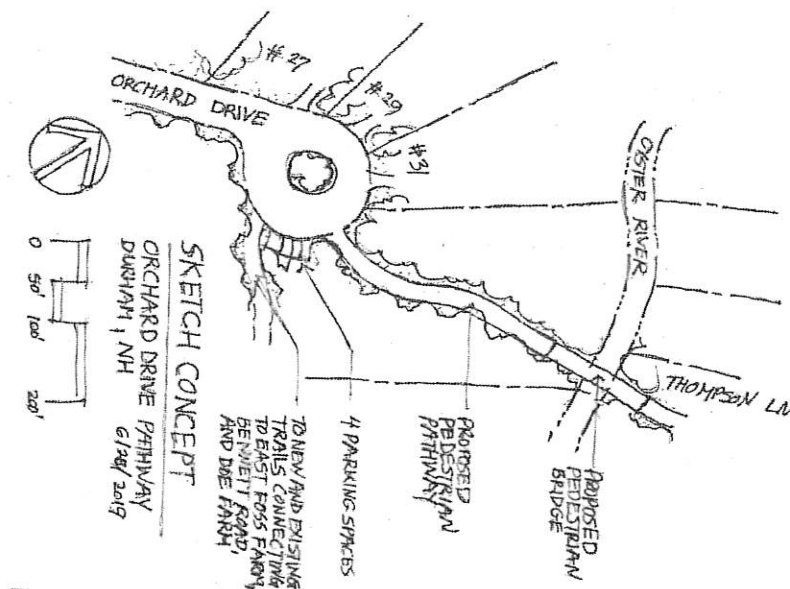 ORCHARD DRIVE
#27
#29
#31
OYSTER RIVER
THOMPSON LN
PROPOSED
PEDESTRIAN
BRIDGE
PROPOSED
PEDESTRIAN
PATHWAY
4 PARKING SPACES
TO NEW AND EXISTING
TRAILS CONNECTING
TO EAST FOSS FARM,
BENNETT ROAD,
AND DOE FARM
SKETCH CONCEPT
ORCHARD DRIVE PATHWAY
DURHAM, NH 6/28/2019
0 50' 100' 200'